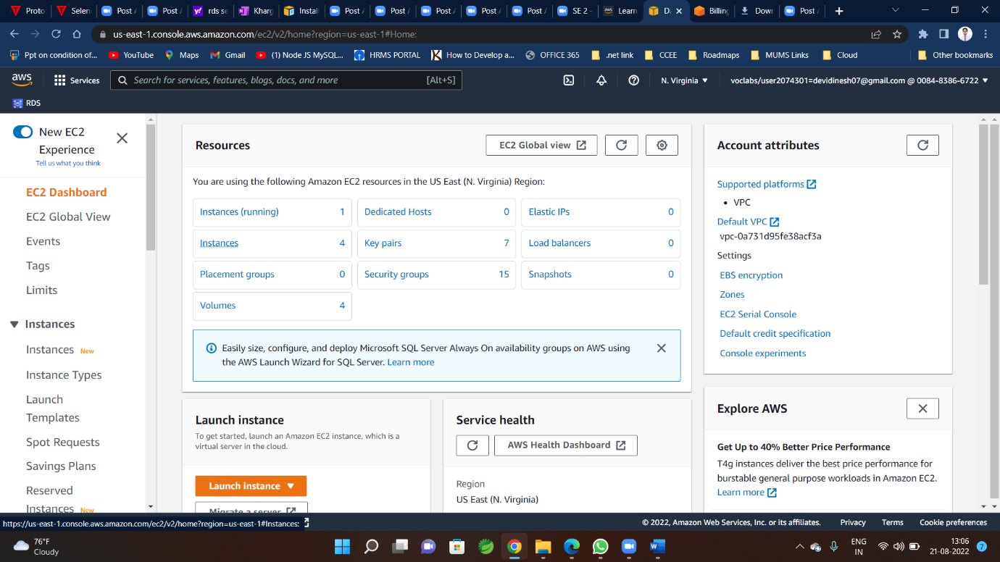 Proto
Selen
Post /
Post /
rds se
Kharg
Instal
Post /
Post /
Post /
Post /
Post /
SE 2 -
aws
Learn
Da
Billing
Dow
Post /
us-east-1.console.aws.amazon.com/ec2/v2/home?region=us-east-1#Home:
Ppt on condition of...
YouTube
Maps
Gmail
(1) Node JS MySQL...
HRMS PORTAL
How to Develop a...
OFFICE 365
.net link
CCEE
Roadmaps
MUMS Links
Cloud
Other bookmarks
aws
Services
Search for services, features, blogs, docs, and more
[Alt+S]
N. Virginia
voclabs/user2074301=devidinesh07@gmail.com @ 0084-8386-6722
RDS
New EC2
Experience
Tell us what you think
EC2 Dashboard
EC2 Global View
Events
Tags
Limits
Instances
Instances New
Instance Types
Launch
Templates
Spot Requests
Savings Plans
Reserved
Instances New
Resources
EC2 Global view
You are using the following Amazon EC2 resources in the US East (N. Virginia) Region:
Instances (running) 1
Dedicated Hosts 0
Elastic IPs 0
Instances 4
Key pairs 7
Load balancers 0
Placement groups 0
Security groups 15
Snapshots 0
Volumes 4
Easily size, configure, and deploy Microsoft SQL Server Always On availability groups on AWS using
the AWS Launch Wizard for SQL Server. Learn more
Launch instance
To get started, launch an Amazon EC2 instance, which is a
virtual server in the cloud.
Launch instance
Migrate a server
Service health
AWS Health Dashboard
Region
US East (N. Virginia)
Account attributes
Supported platforms
• VPC
Default VPC
vpc-0a731d95fe38acf3a
Settings
EBS encryption
Zones
EC2 Serial Console
Default credit specification
Console experiments
Explore AWS
Get Up to 40% Better Price Performance
T4g instances deliver the best price performance for
burstable general purpose workloads in Amazon EC2.
Learn more
https://us-east-1.console.aws.amazon.com/ec2/v2/home?region=us-east-1#Instances:
© 2022, Amazon Web Services, Inc. or its affiliates.
Privacy
Terms
Cookie preferences
76°F
Cloudy
ENG
IN
13:06
21-08-2022
7